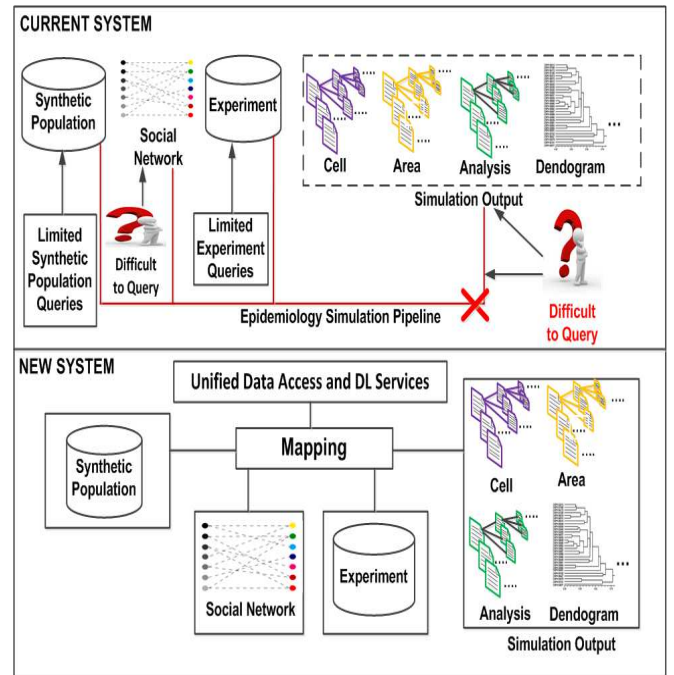 CURRENT SYSTEM
Synthetic
Population
Social
Network
Experiment
Cell
Area
Analysis
Dendogram
Simulation Output
Limited
Synthetic
Population
Queries
Difficult
to Query
Limited
Experiment
Queries
Epidemiology Simulation Pipeline
Difficult
to Query
NEW SYSTEM
Unified Data Access and DL Services
Mapping
Synthetic
Population
Social Network
Experiment
Cell
Area
Analysis
Dendogram
Simulation Output